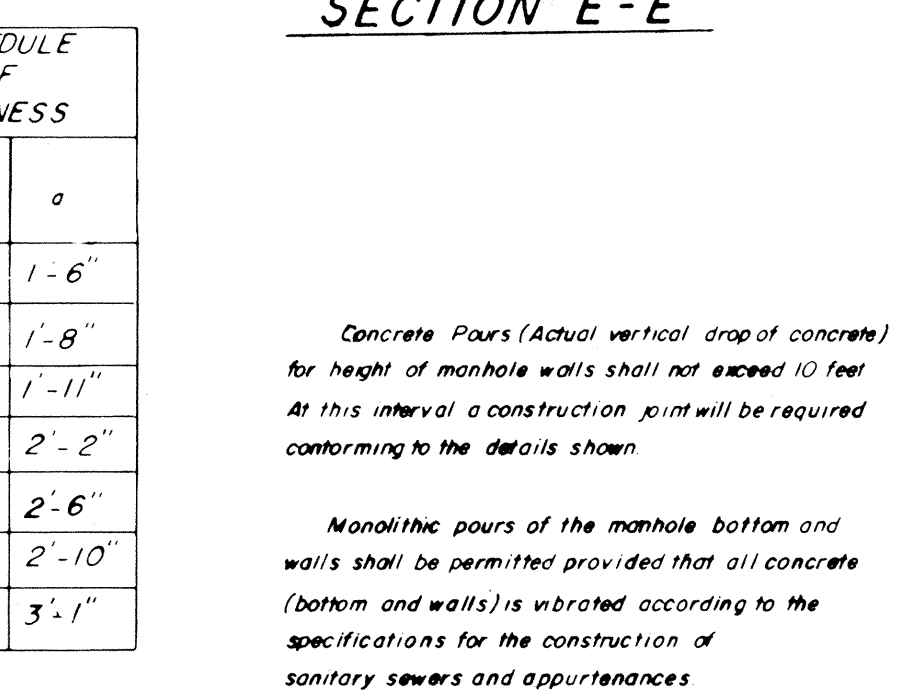 SECTION E-E
DULE
F
NESS
a
1-6"
1'-8"
1'-11"
2'-2"
2'-6"
2'-10"
3'-1"
Concrete Pours (Actual vertical drop of concrete)
for height of manhole walls shall not exceed 10 feet
At this interval a construction joint will be required
conforming to the details shown.
Monolithic pours of the manhole bottom and
walls shall be permitted provided that all concrete
(bottom and walls) is vibrated according to the
specifications for the construction of
sanitary sewers and appurtenances.